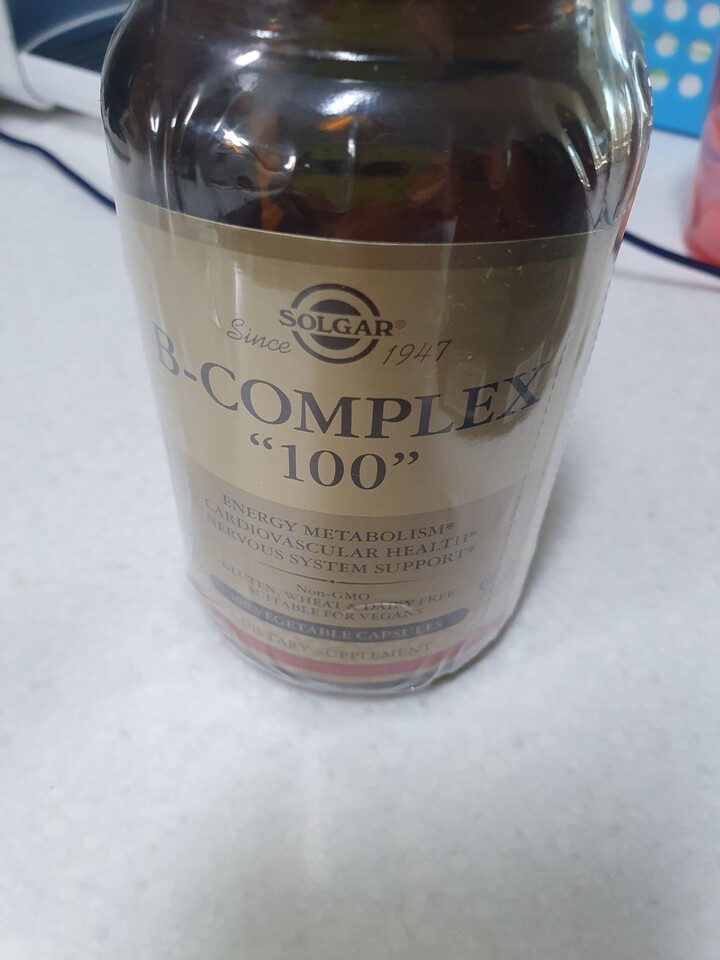 SOLGAR®
Since 1947
B-COMPLEX
“100”
ENERGY METABOLISM*
CARDIOVASCULAR HEALTH*
NERVOUS SYSTEM SUPPORT*
Non-GMO
GLUTEN, WHEAT & DAIRY FREE
SUITABLE FOR VEGANS
100 VEGETABLE CAPSULES
DIETARY SUPPLEMENT